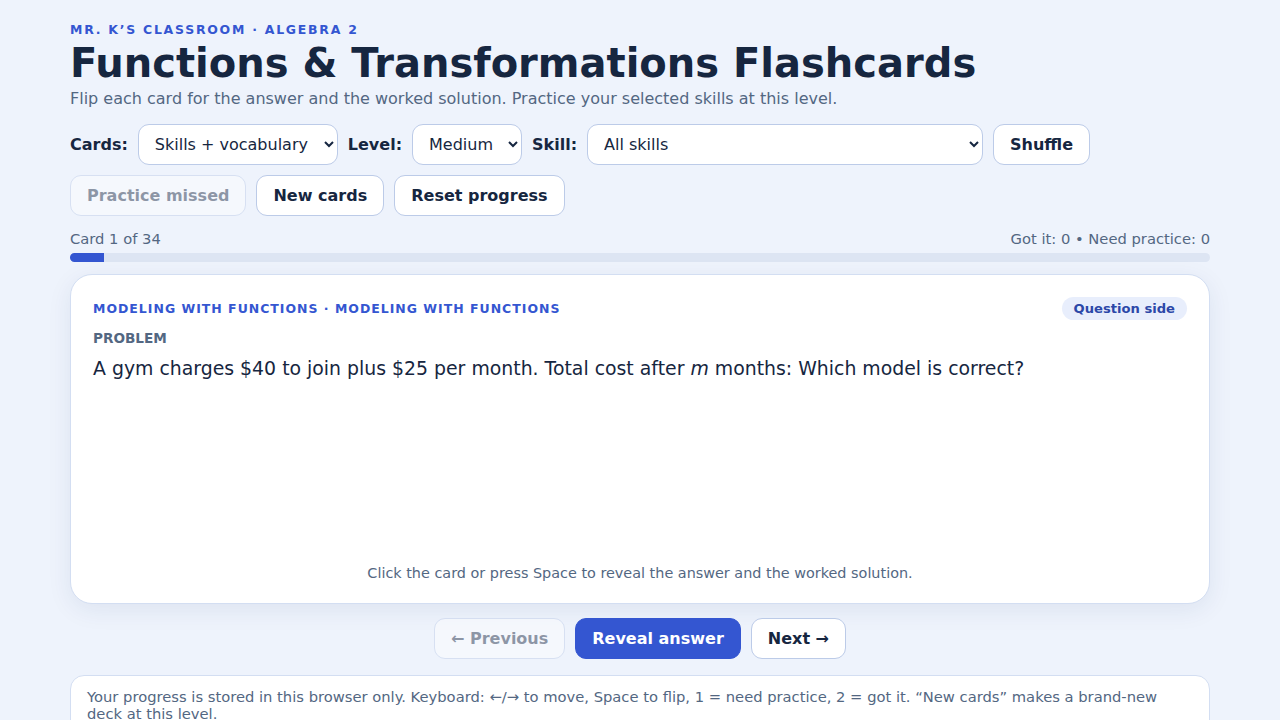 MR. K’S CLASSROOM · ALGEBRA 2
Functions & Transformations Flashcards
Flip each card for the answer and the worked solution. Practice your selected skills at this level.
Cards: Skills + vocabulary Level: Medium Skill: All skills Shuffle
Practice missed New cards Reset progress
Card 1 of 34 Got it: 0 • Need practice: 0
MODELING WITH FUNCTIONS · MODELING WITH FUNCTIONS Question side
PROBLEM
A gym charges $40 to join plus $25 per month. Total cost after m months: Which model is correct?
Click the card or press Space to reveal the answer and the worked solution.
← Previous Reveal answer Next →
Your progress is stored in this browser only. Keyboard: ←/→ to move, Space to flip, 1 = need practice, 2 = got it. “New cards” makes a brand-new
deck at this level.